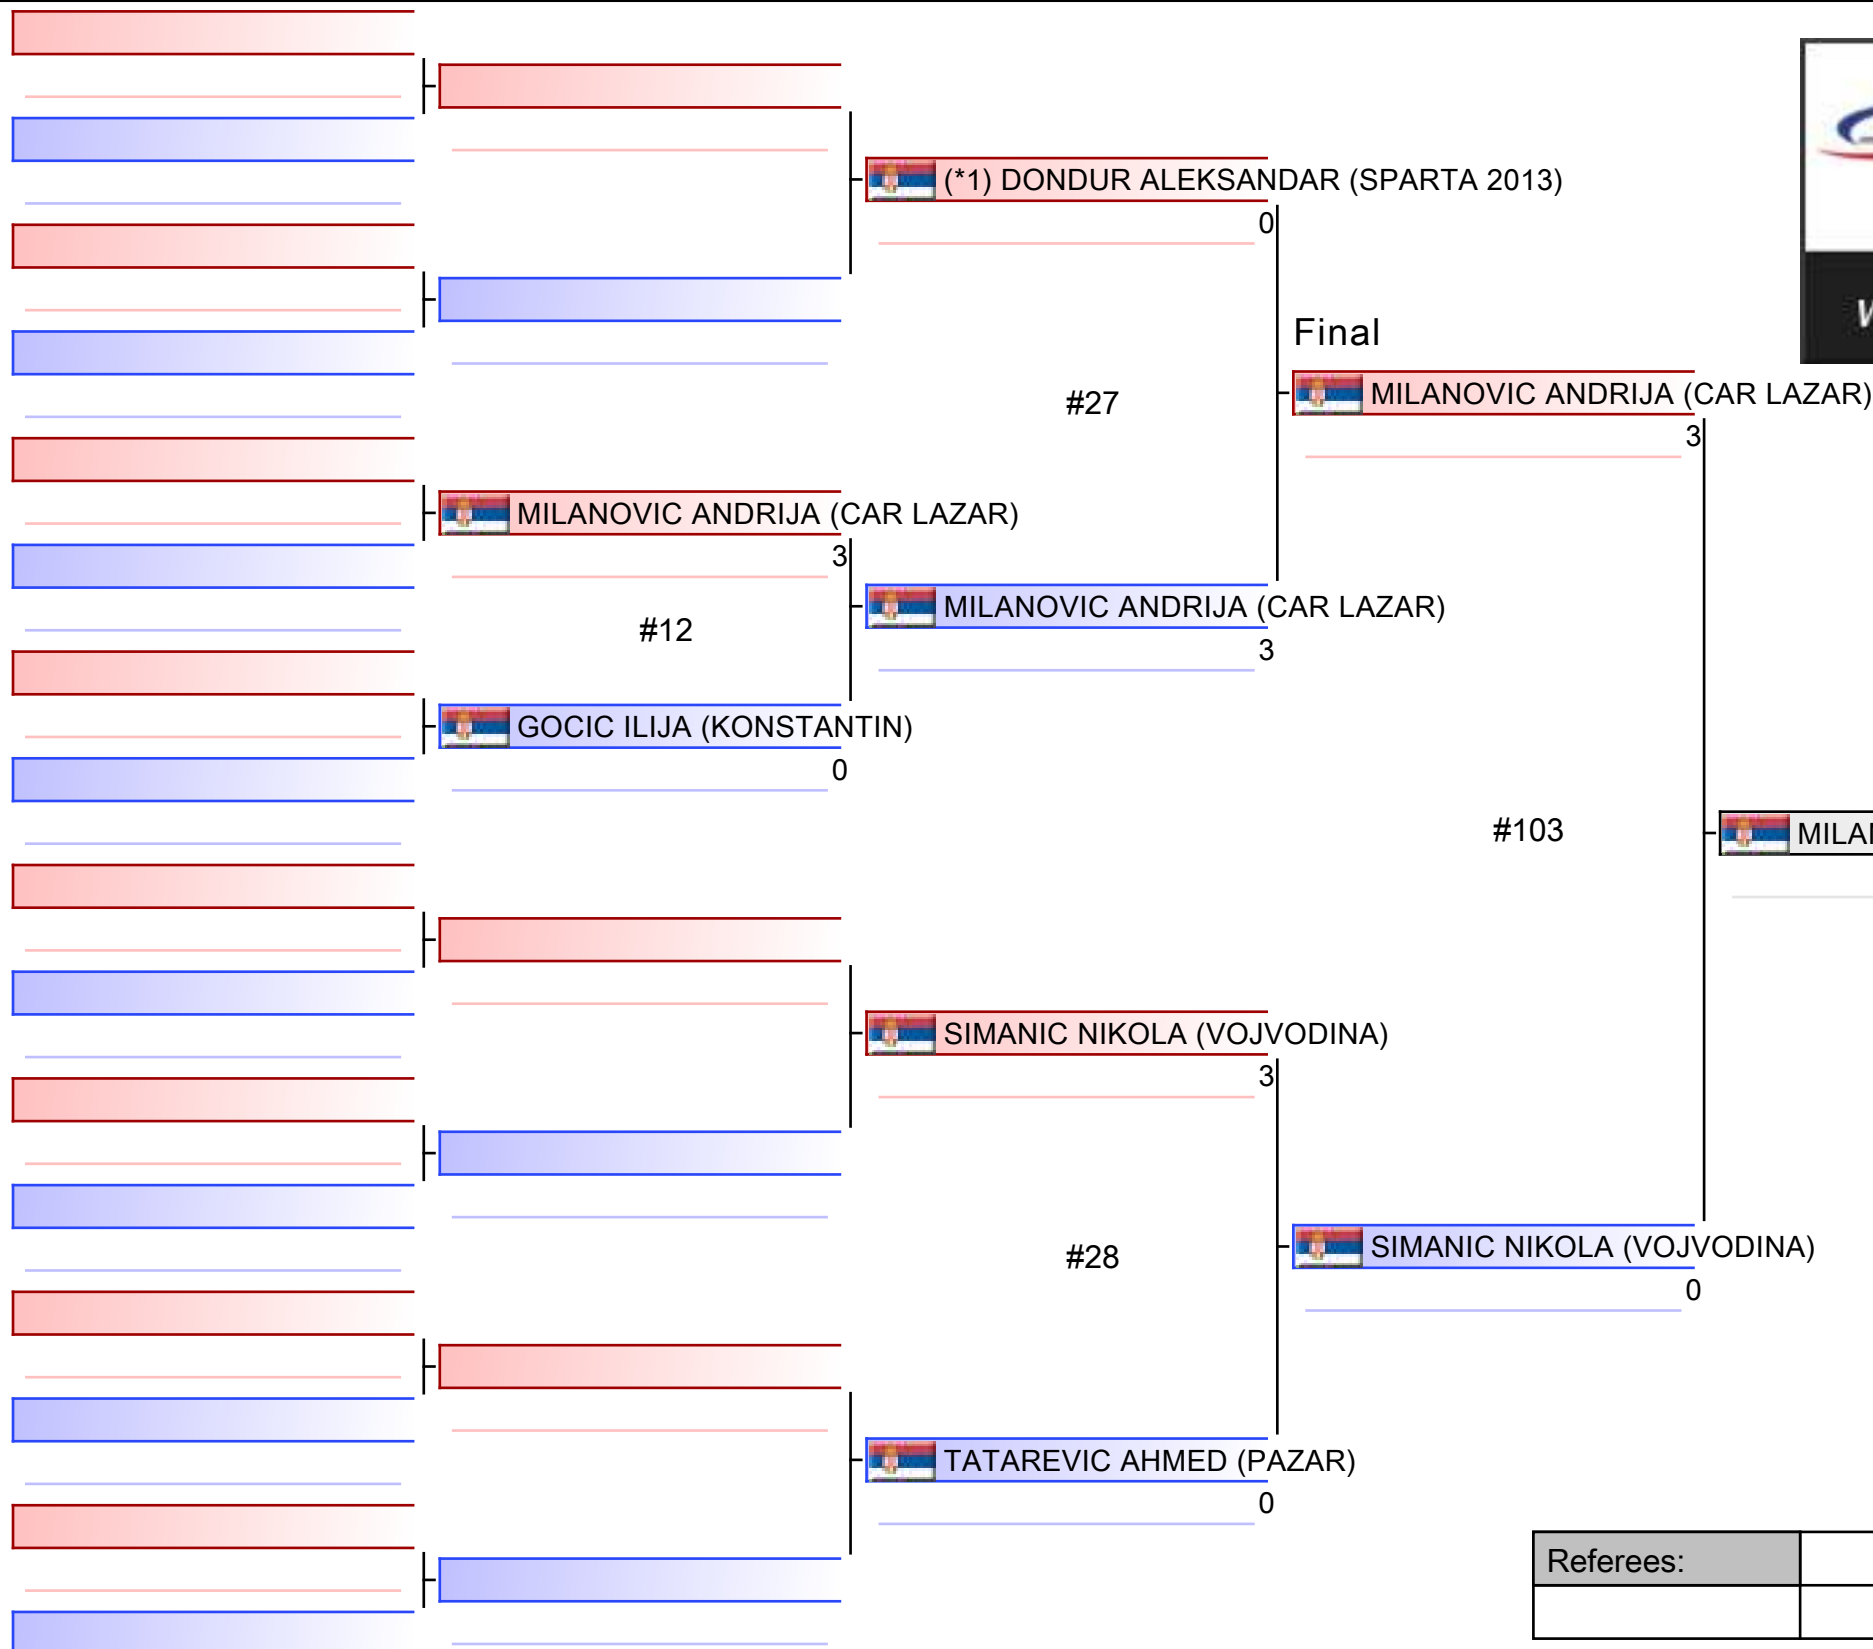 (*1) DONDUR ALEKSANDAR (SPARTA 2013)
0
Final
#27
MILANOVIC ANDRIJA (CAR LAZAR)
3
MILANOVIC ANDRIJA (CAR LAZAR)
3
#12
MILANOVIC ANDRIJA (CAR LAZAR)
3
GOCIC ILIJA (KONSTANTIN)
0
#103
SIMANIC NIKOLA (VOJVODINA)
3
#28
SIMANIC NIKOLA (VOJVODINA)
0
TATAREVIC AHMED (PAZAR)
0
Referees: